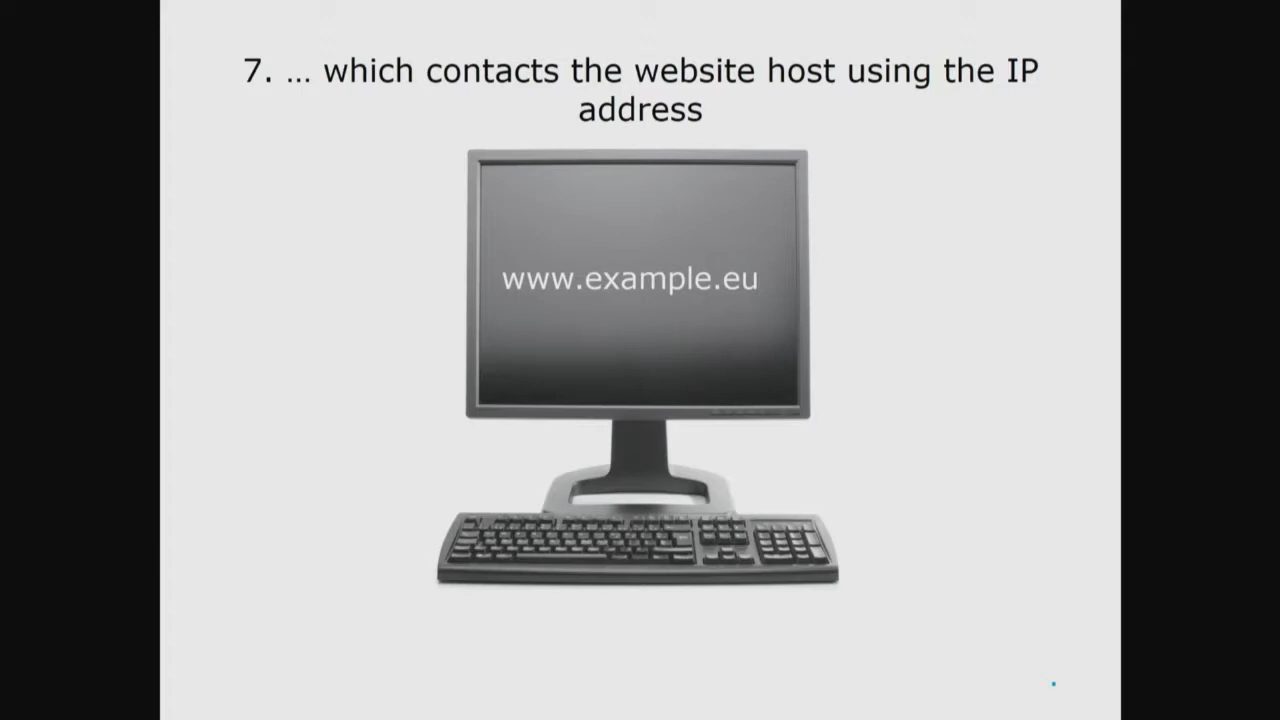 7. … which contacts the website host using the IP
address
www.example.eu